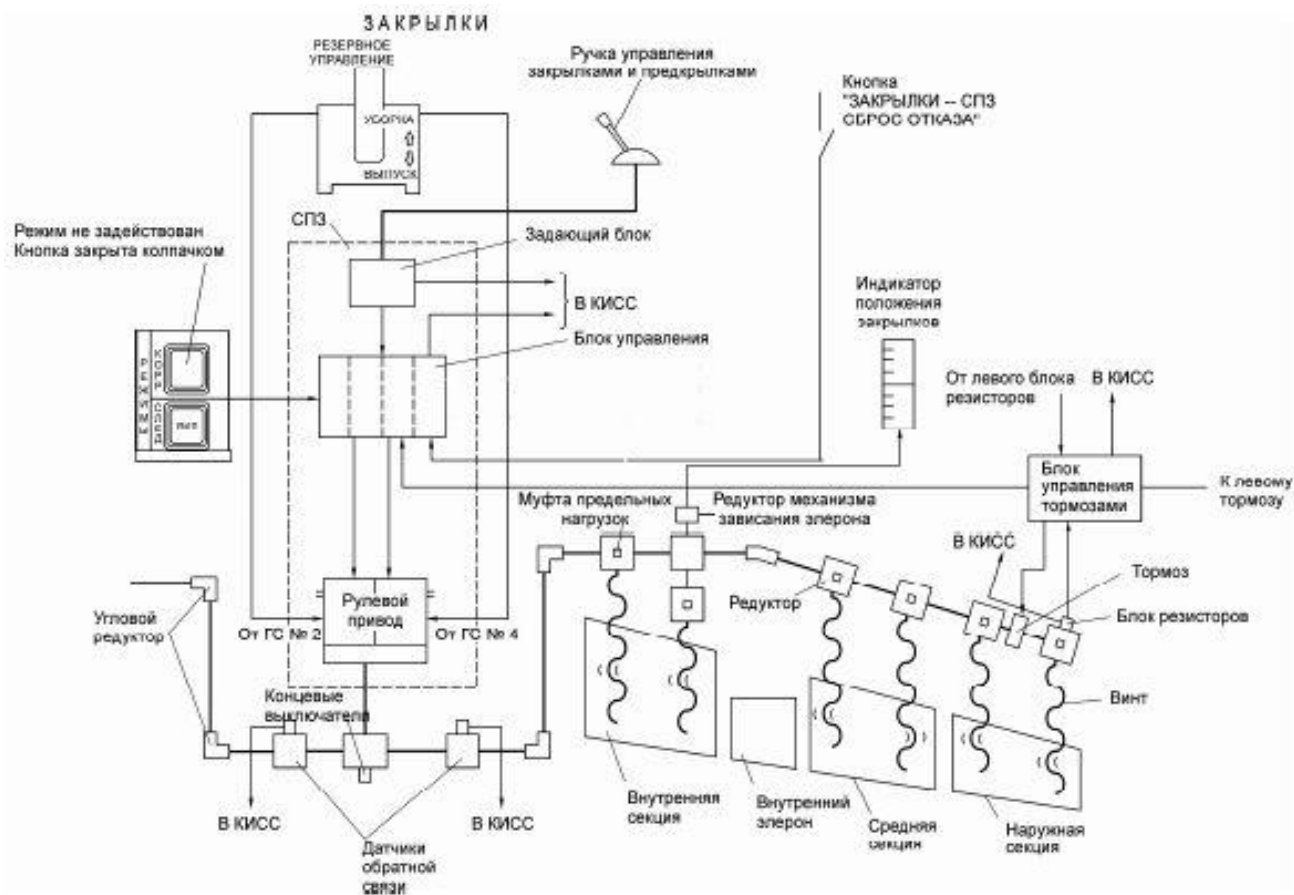 ЗАКРЫЛКИ
РЕЗЕРВНОЕ
УПРАВЛЕНИЕ
УБОРКА
ВЫПУСК
Ручка управления
закрылками и предкрылками
Кнопка
"ЗАКРЫЛКИ -- СПЗ
СБРОС ОТКАЗА"
СПЗ
Режим не задействован
Кнопка закрыта колпачком
Задающий блок
В КИСС
Блок управления
Индикатор
положения
закрылков
РЕЖИМЫ
КОРР
СЛЕД
От левого блока
резисторов
В КИСС
Блок
управления
тормозами
К левому
тормозу
Муфта предельных
нагрузок
Редуктор механизма
зависания элерона
В КИСС
Тормоз
Редуктор
Блок резисторов
Угловой
редуктор
Рулевой
привод
От ГС № 2
От ГС № 4
Концевые
выключатели
Винт
В КИСС
В КИСС
Датчики
обратной
связи
Внутренняя
секция
Внутренний
элерон
Средняя
секция
Наружная
секция